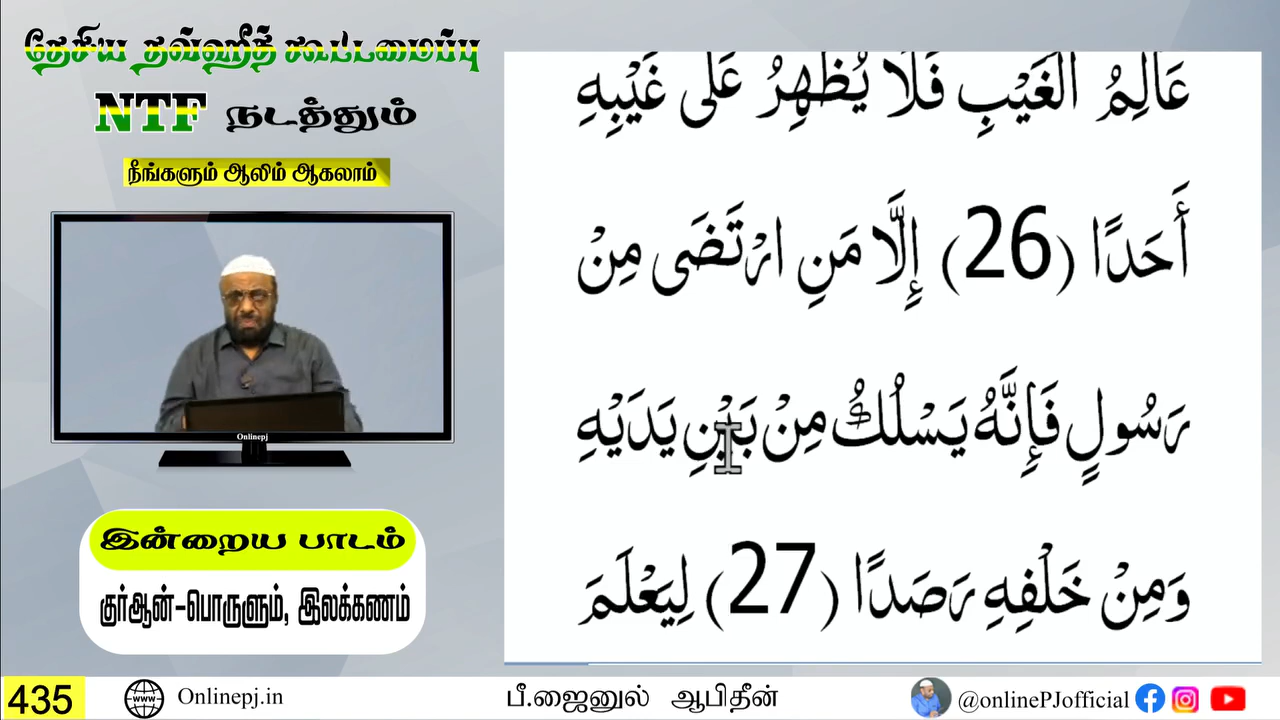 தேசிய தவ்ஹீத் கூட்டமைப்பு
NTF நடத்தும்
நீங்களும் ஆலிம் ஆகலாம்
Onlinepj
இன்றைய பாடம்
குர்ஆன்-பொருளும், இலக்கணம்
عَالِمُ الْغَيْبِ فَلَا يُظْهِرُ عَلَى غَيْبِهِ
أَحَدًا (26) إِلَّا مَنِ ارْتَضَى مِنْ
رَسُولٍ فَإِنَّهُ يَسْلُكُ مِنْ بَيْنِ يَدَيْهِ
وَمِنْ خَلْفِهِ رَصَدًا (27) لِيَعْلَمَ
435
www
Onlinepj.in
பீ.ஜைனுல் ஆபிதீன்
@onlinePJofficial